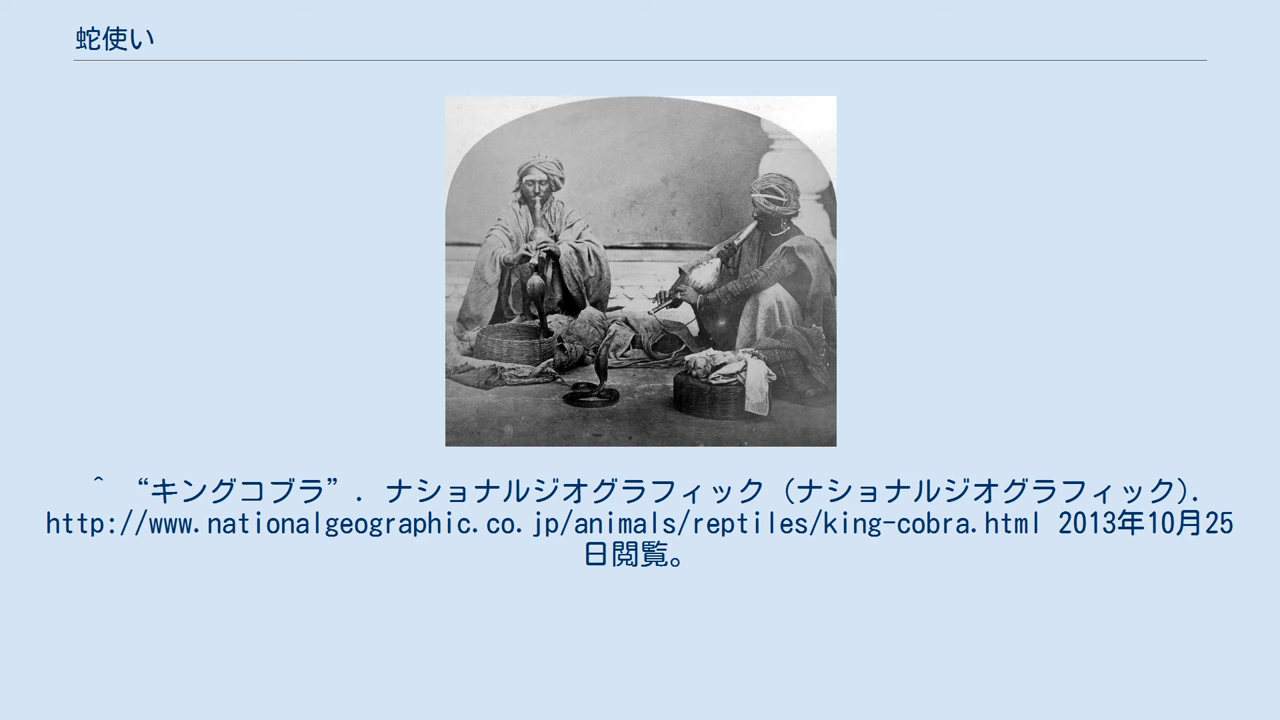 蛇使い
^ “キングコブラ”. ナショナルジオグラフィック (ナショナルジオグラフィック).
http://www.nationalgeographic.co.jp/animals/reptiles/king-cobra.html 2013年10月25
日閲覧。